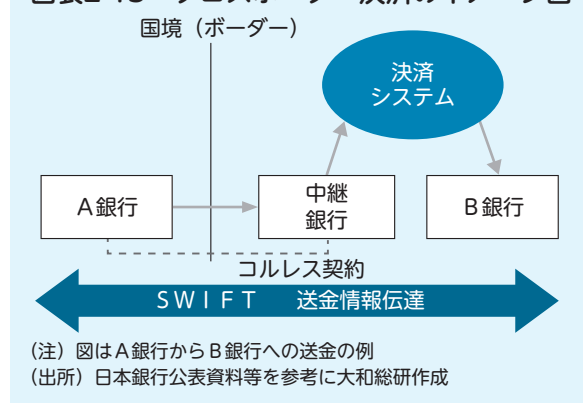 国境（ボーダー）
決済
システム
A銀行
中継
銀行
B銀行
コルレス契約
SWIFT 送金情報伝達
（注）図はA銀行からB銀行への送金の例
（出所）日本銀行公表資料等を参考に大和総研作成